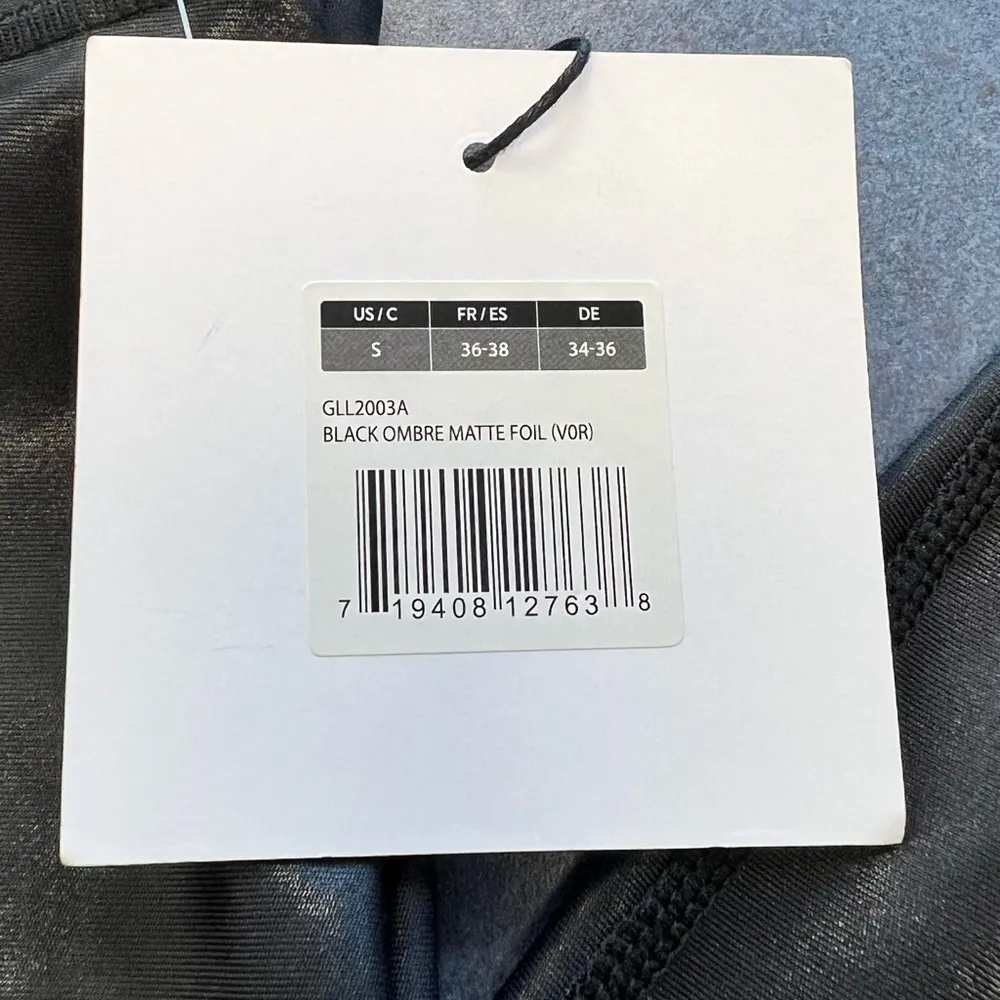 US / C FR / ES DE
S 36-38 34-36
GLL2003A
BLACK OMBRE MATTE FOIL (V0R)
7 19408 12763 8